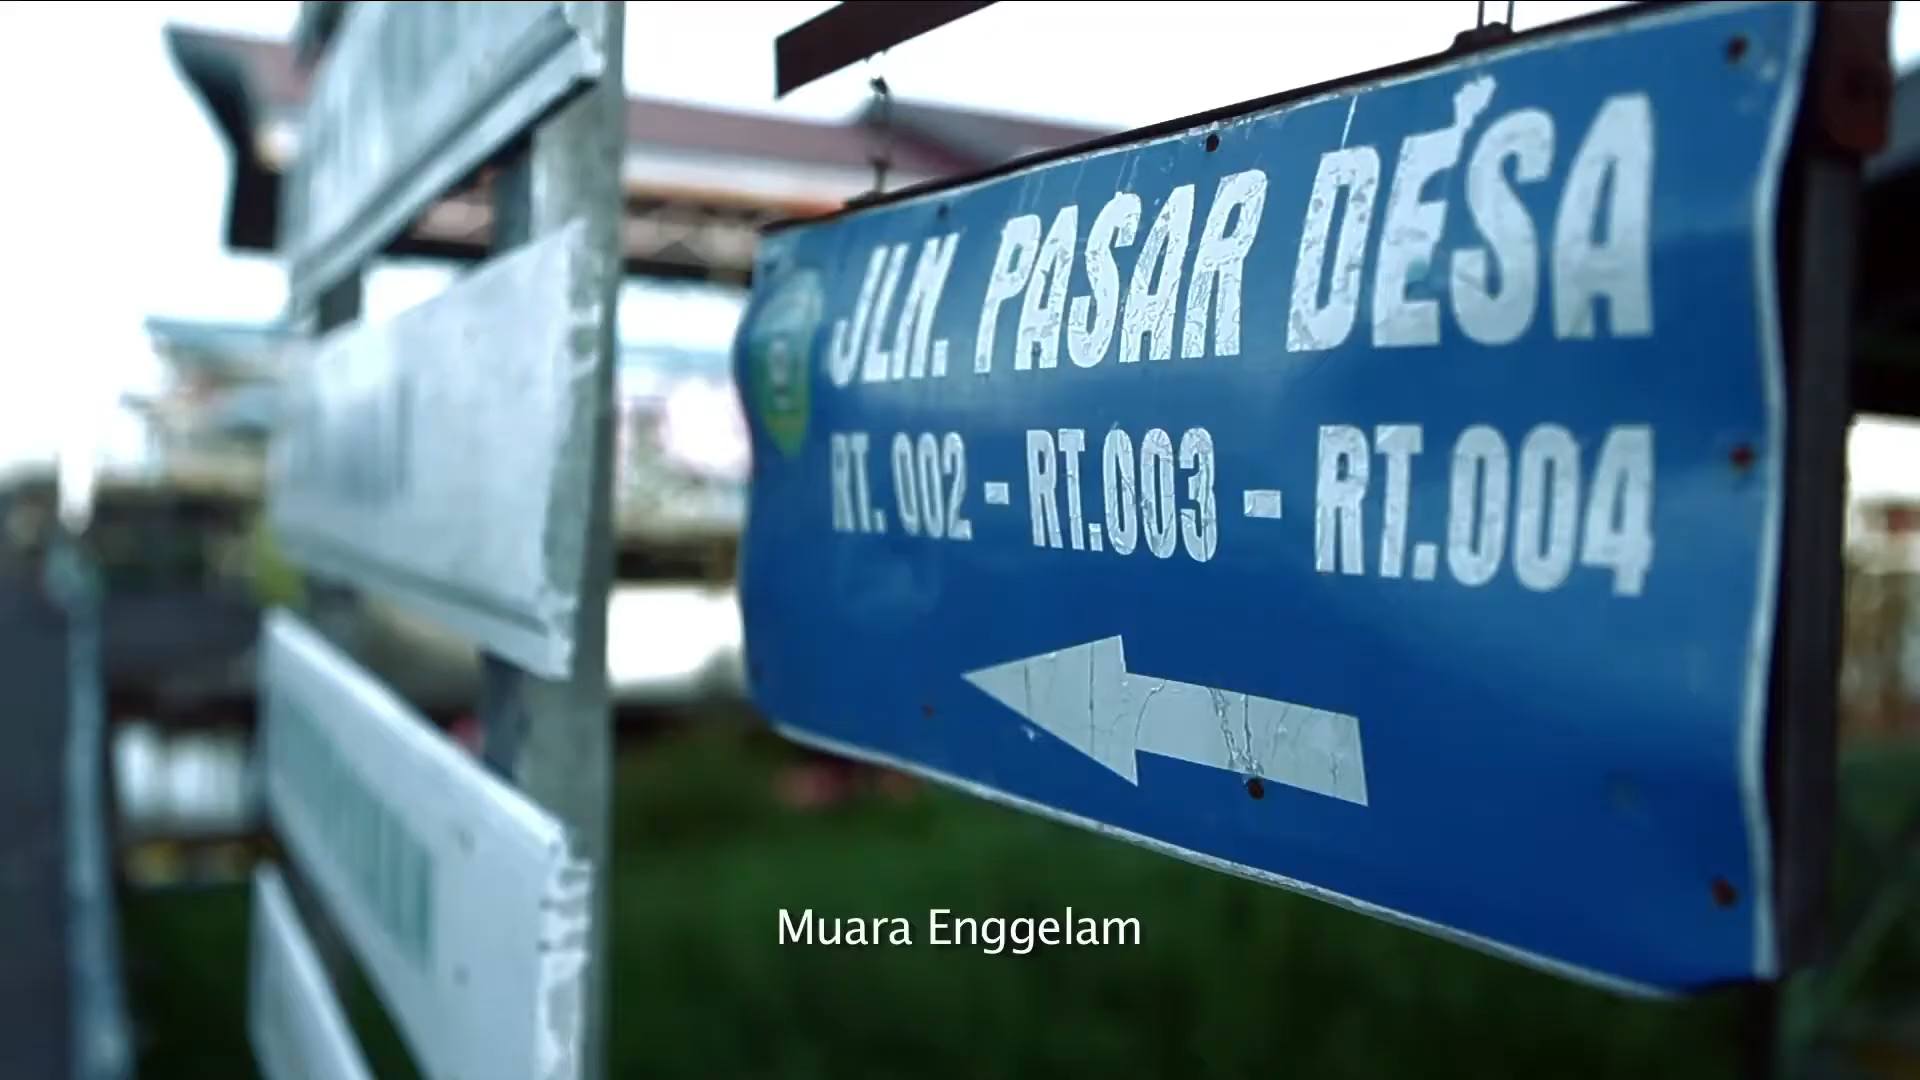 JLN. PASAR DESA
RT. 002 - RT.003 - RT.004
Muara Enggelam